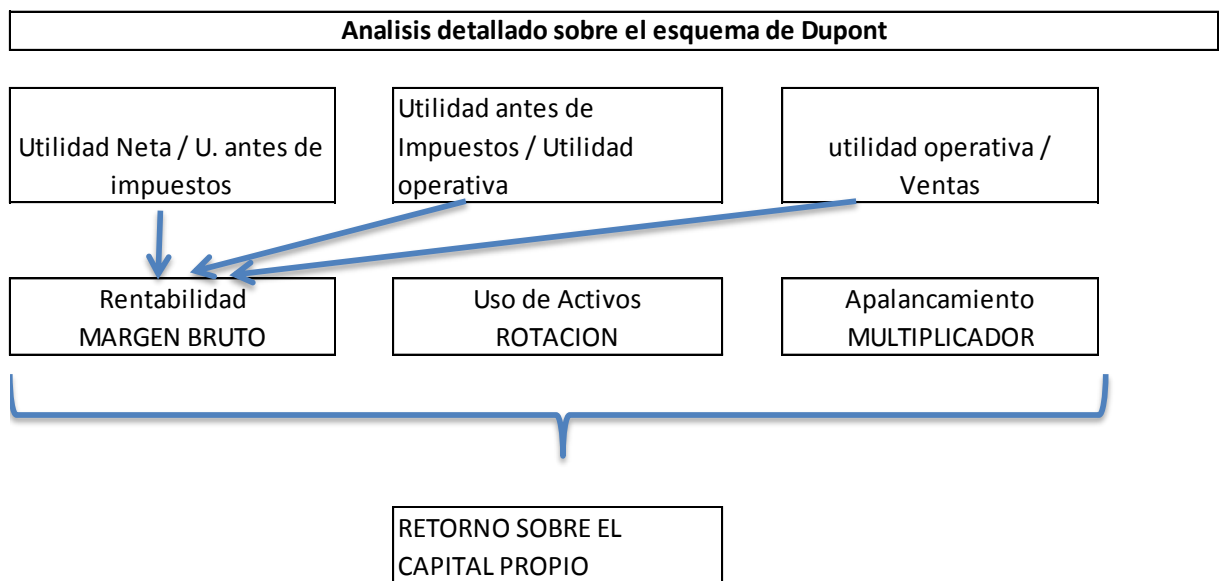 Analisis detallado sobre el esquema de Dupont
Utilidad Neta / U. antes de
impuestos
Utilidad antes de
Impuestos / Utilidad
operativa
utilidad operativa /
Ventas
Rentabilidad
MARGEN BRUTO
Uso de Activos
ROTACION
Apalancamiento
MULTIPLICADOR
RETORNO SOBRE EL
CAPITAL PROPIO